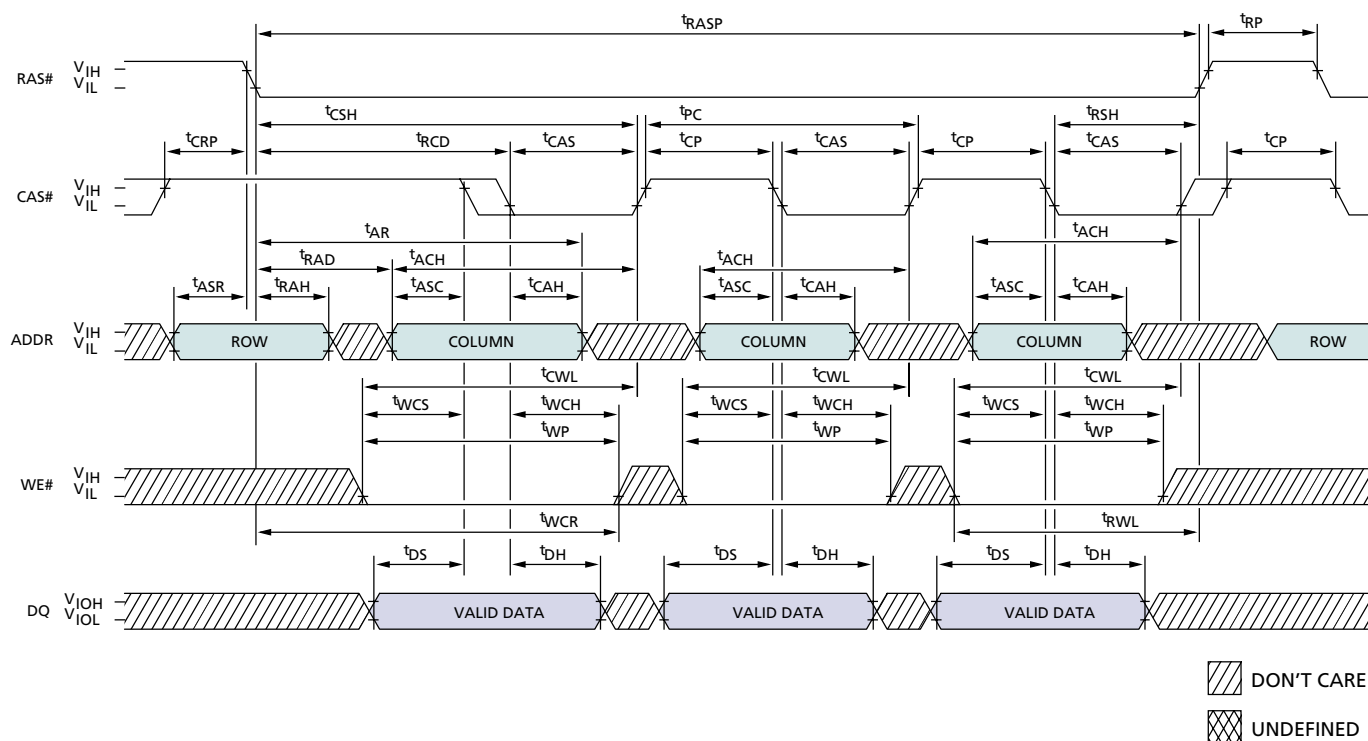 tRASP
tRP
RAS#
VIH
VIL
tCSH
tPC
tRSH
tCRP
tRCD
tCAS
tCP
tCAS
tCP
tCAS
tCP
CAS#
VIH
VIL
tAR
tACH
tRAD
tACH
tACH
tASR
tRAH
tASC
tCAH
tASC
tCAH
tASC
tCAH
ADDR
VIH
VIL
ROW
COLUMN
COLUMN
COLUMN
ROW
tCWL
tCWL
tCWL
tWCS
tWCH
tWCS
tWCH
tWCS
tWCH
tWP
tWP
tWP
WE#
VIH
VIL
tWCR
tRWL
tDS
tDH
tDS
tDH
tDS
tDH
DQ
VIOH
VIOL
VALID DATA
VALID DATA
VALID DATA
DON'T CARE
UNDEFINED